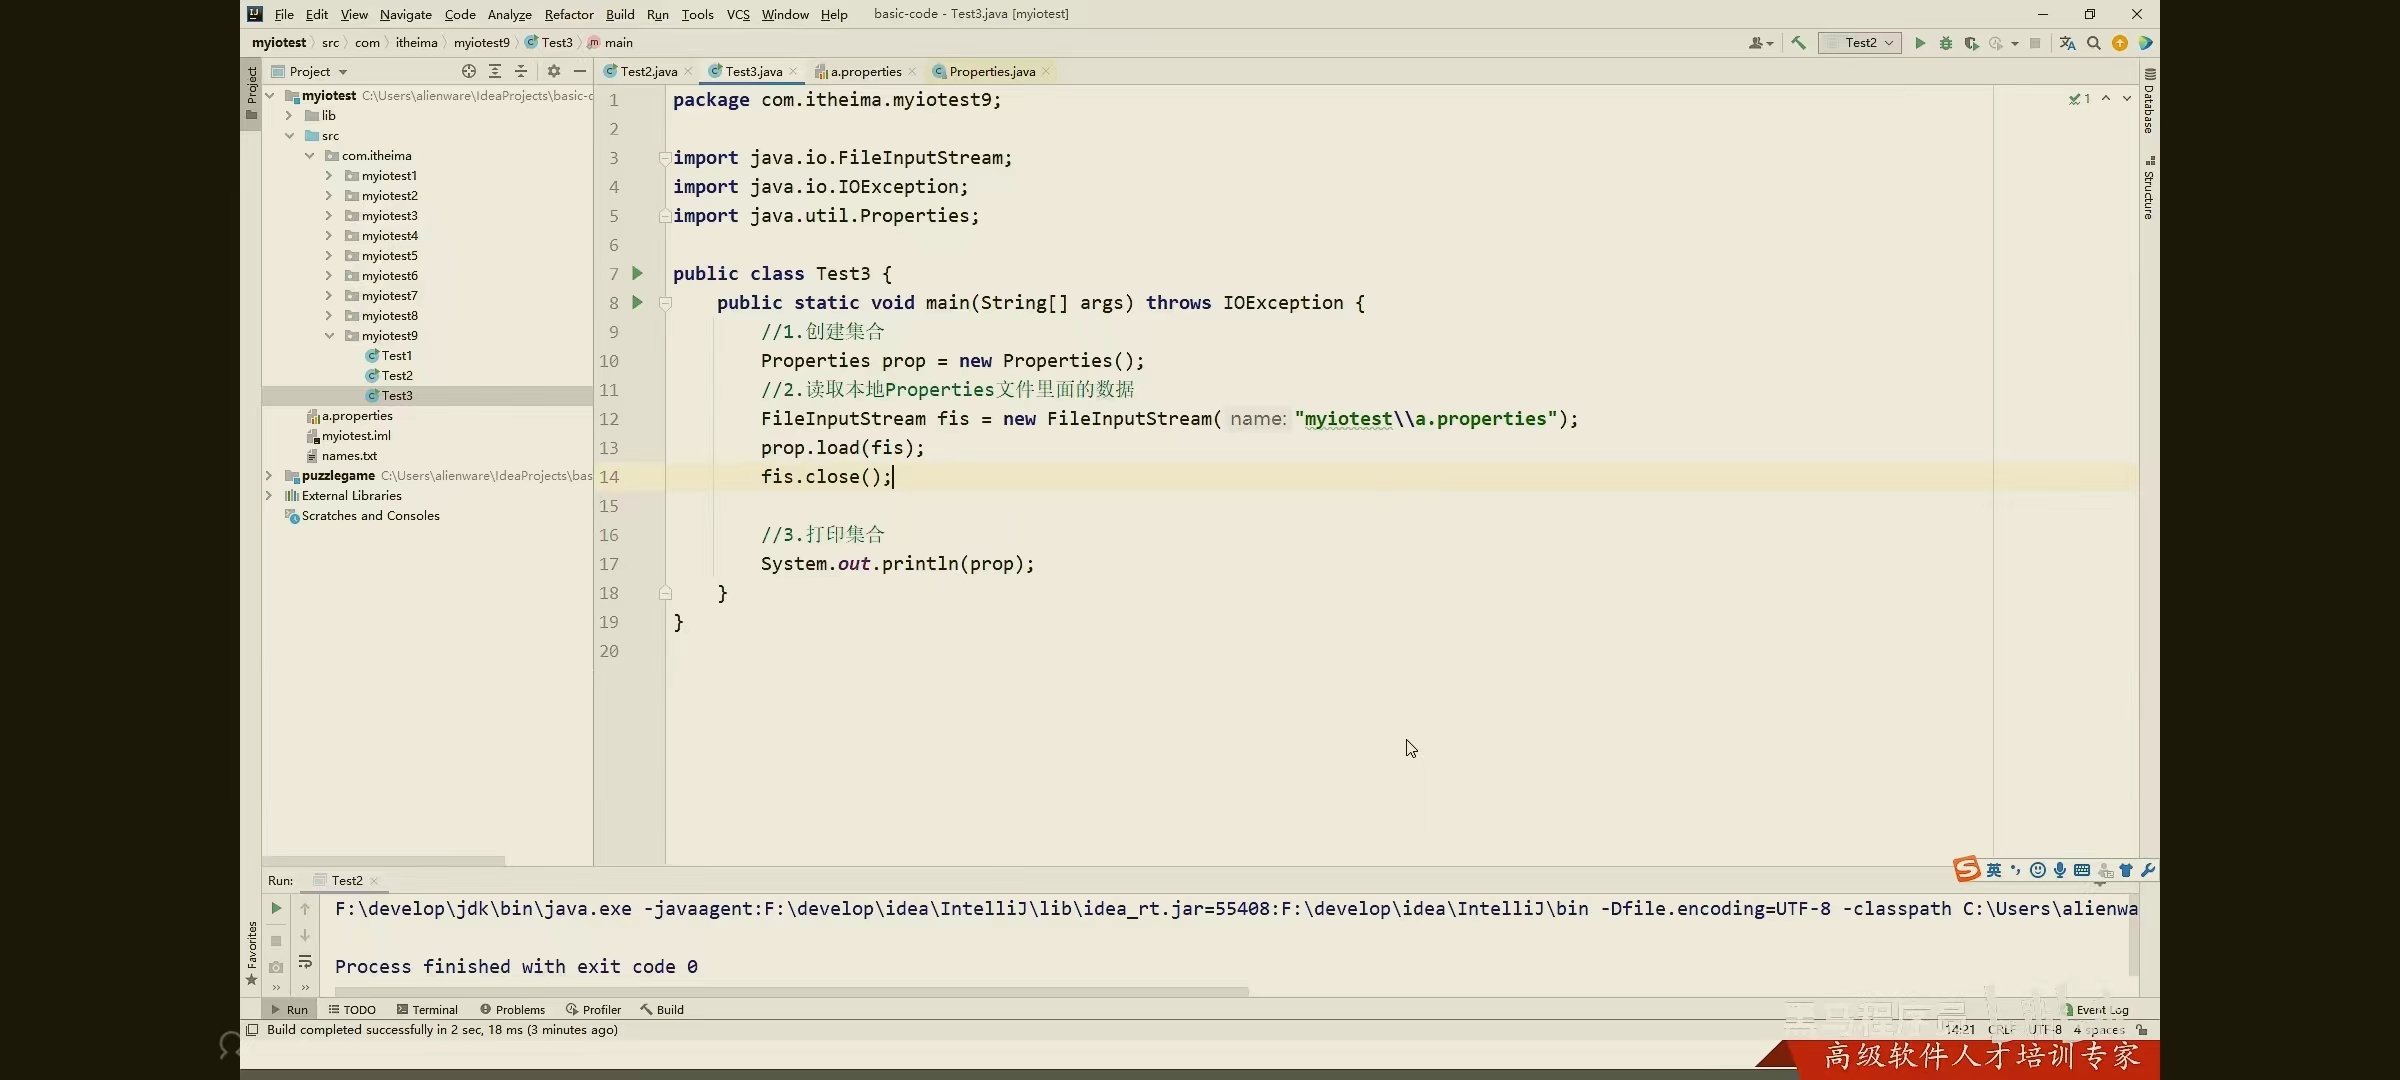 File Edit View Navigate Code Analyze Refactor Build Run Tools VCS Window Help basic-code - Test3.java [myiotest]
myiotest src com itheima myiotest9 Test3 main
Test2
Project
Test2.java Test3.java a.properties Properties.java
Project
myiotest C:\Users\alienware\IdeaProjects\basic-c
lib
src
com.itheima
myiotest1
myiotest2
myiotest3
myiotest4
myiotest5
myiotest6
myiotest7
myiotest8
myiotest9
Test1
Test2
Test3
a.properties
myiotest.iml
names.txt
puzzlegame C:\Users\alienware\IdeaProjects\bas
External Libraries
Scratches and Consoles
1 package com.itheima.myiotest9;
2
3 import java.io.FileInputStream;
4 import java.io.IOException;
5 import java.util.Properties;
6
7 public class Test3 {
8 public static void main(String[] args) throws IOException {
9 //1.创建集合
10 Properties prop = new Properties();
11 //2.读取本地Properties文件里面的数据
12 FileInputStream fis = new FileInputStream( name: "myiotest\\a.properties");
13 prop.load(fis);
14 fis.close();
15
16 //3.打印集合
17 System.out.println(prop);
18 }
19 }
20
1
Database
Structure
英
Run: Test2
F:\develop\jdk\bin\java.exe -javaagent:F:\develop\idea\IntelliJ\lib\idea_rt.jar=55408:F:\develop\idea\IntelliJ\bin -Dfile.encoding=UTF-8 -classpath C:\Users\alienwa
Process finished with exit code 0
Favorites
Run TODO Terminal Problems Profiler Build Event Log
Build completed successfully in 2 sec, 18 ms (3 minutes ago) 14:21 CRLF UTF-8 4 spaces
黑马程序员
高级软件人才培训专家